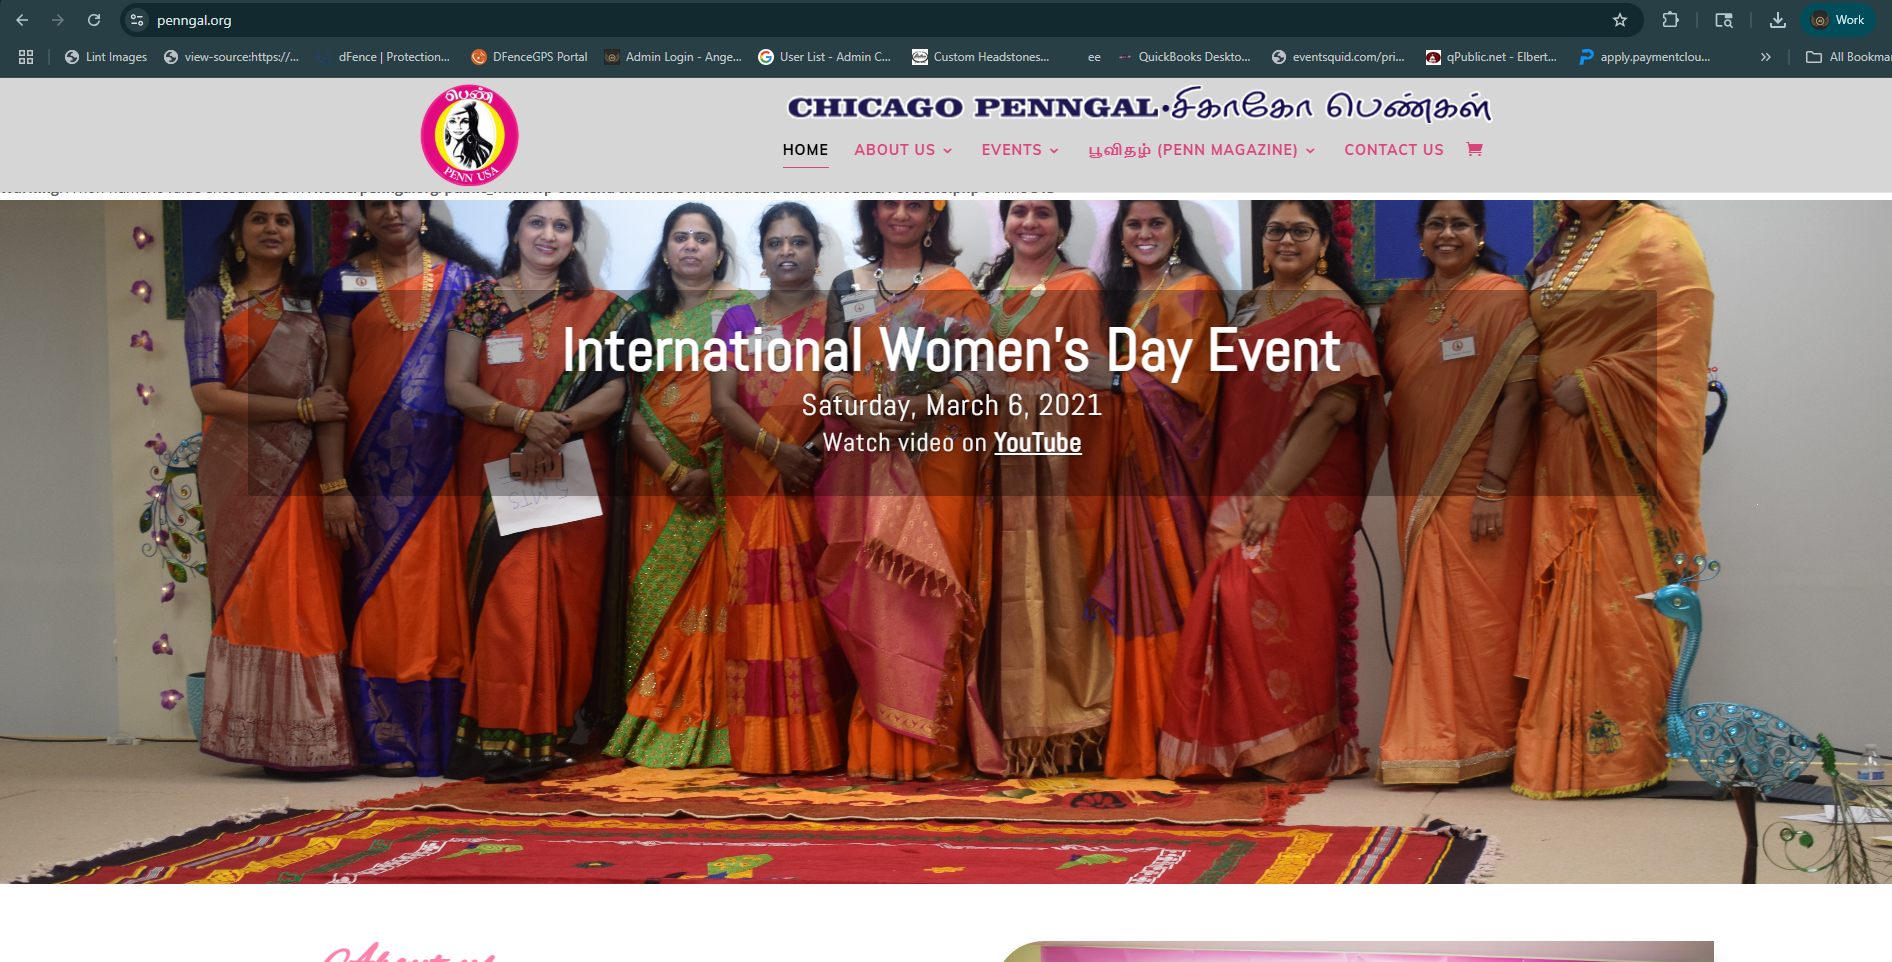 penngal.org
Work
Lint Images
view-source:https://...
dFence | Protection...
DFenceGPS Portal
Admin Login - Ange...
User List - Admin C...
Custom Headstones...
ee
QuickBooks Deskto...
eventsquid.com/pri...
qPublic.net - Elbert...
apply.paymentclou...
All Bookmar
பெண்
PENN USA
CHICAGO PENNGAL•சிகாகோ பெண்கள்
HOME
ABOUT US
EVENTS
பூவிதழ் (PENN MAGAZINE)
CONTACT US
International Women's Day Event
Saturday, March 6, 2021
Watch video on YouTube
About us